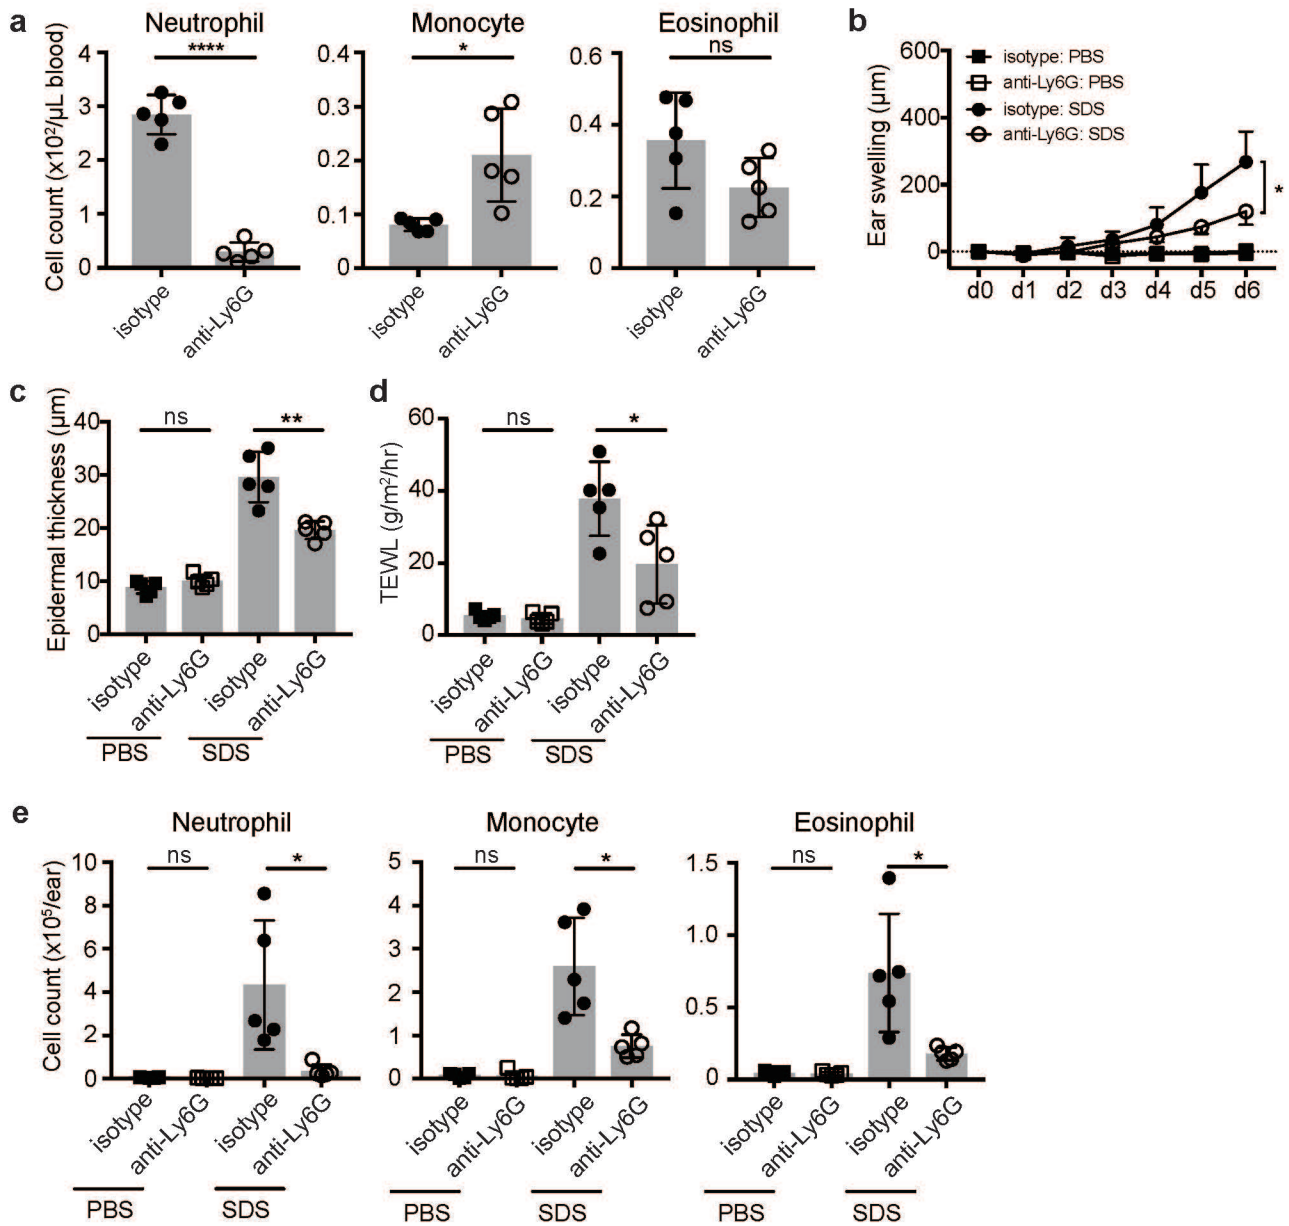 a
Neutrophil
Monocyte
Eosinophil
b
****
*
ns
Cell count (x10²/µL blood)
4
3
2
1
0
0.4
0.3
0.2
0.1
0
0.6
0.4
0.2
0
isotype
anti-Ly6G
isotype
anti-Ly6G
isotype
anti-Ly6G
Ear swelling (µm)
600
400
200
0
isotype: PBS
anti-Ly6G: PBS
isotype: SDS
anti-Ly6G: SDS
*
d0 d1 d2 d3 d4 d5 d6
c
Epidermal thickness (µm)
40
30
20
10
0
ns
**
isotype
anti-Ly6G
isotype
anti-Ly6G
PBS
SDS
d
TEWL (g/m²/hr)
60
40
20
0
ns
*
isotype
anti-Ly6G
isotype
anti-Ly6G
PBS
SDS
e
Neutrophil
Monocyte
Eosinophil
Cell count (x10⁵/ear)
10
8
6
4
2
0
ns
*
isotype
anti-Ly6G
isotype
anti-Ly6G
PBS
SDS
5
4
3
2
1
0
ns
*
isotype
anti-Ly6G
isotype
anti-Ly6G
PBS
SDS
1.5
1.0
0.5
0
ns
*
isotype
anti-Ly6G
isotype
anti-Ly6G
PBS
SDS